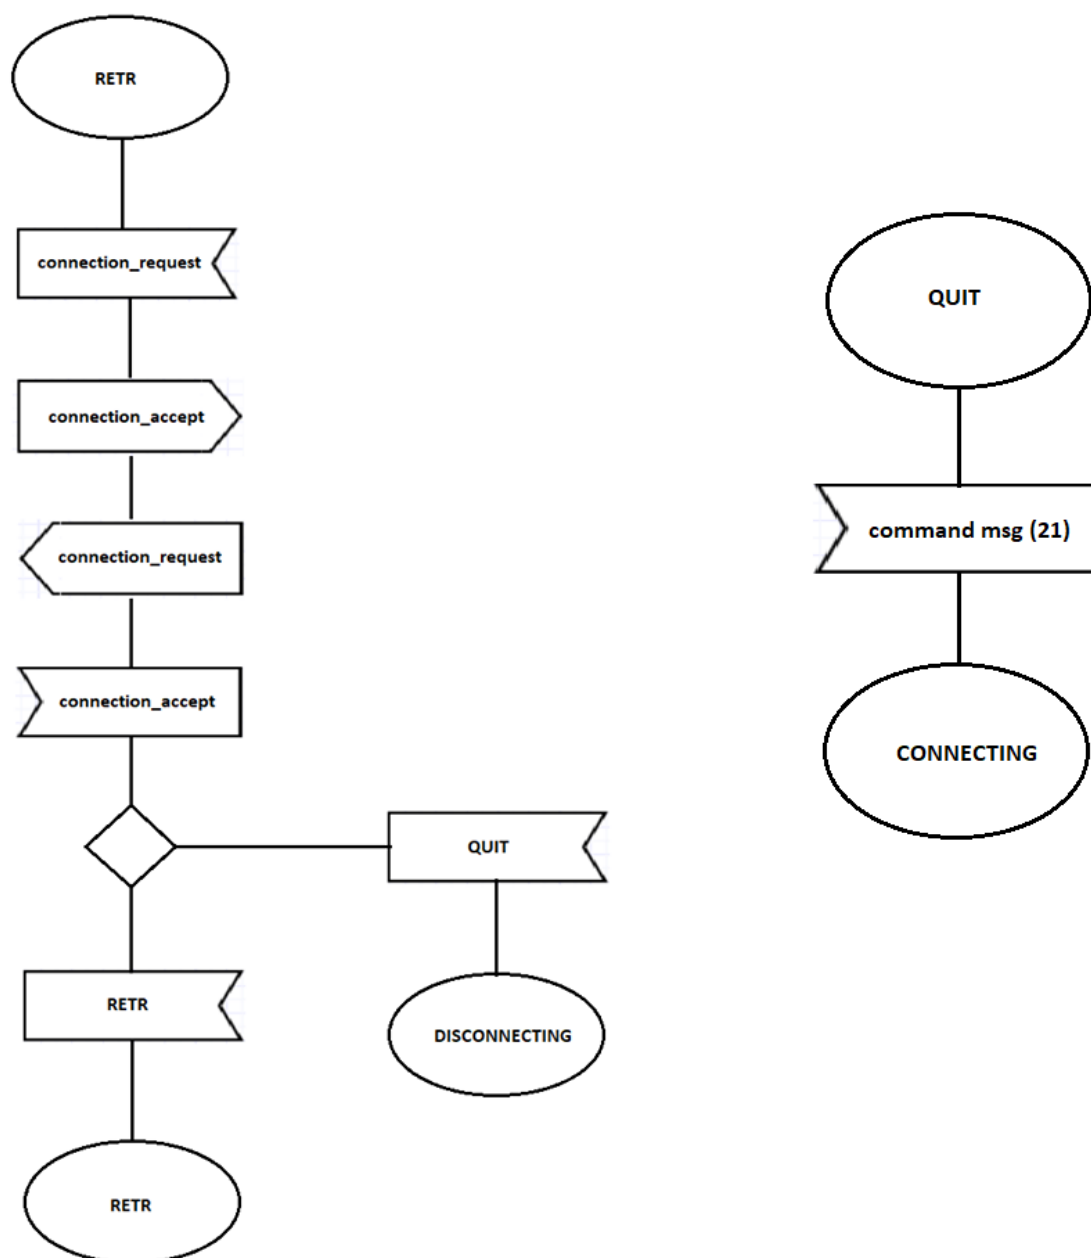 RETR
connection_request
connection_accept
connection_request
connection_accept
QUIT
RETR
DISCONNECTING
RETR
QUIT
command msg (21)
CONNECTING